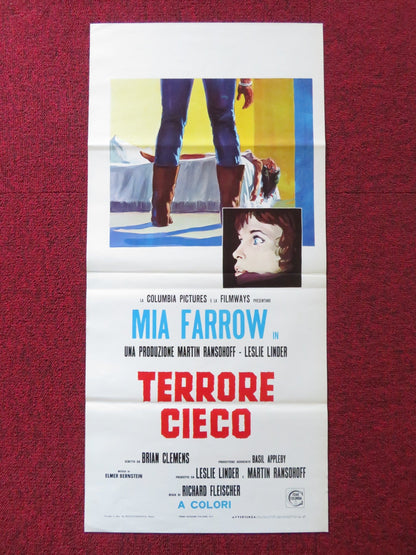 LA COLUMBIA PICTURES E LA FILMWAYS PRESENTANO
MIA FARROW IN
UNA PRODUZIONE MARTIN RANSOHOFF - LESLIE LINDER
TERRORE
CIECO
SCRITTO DA BRIAN CLEMENS PRODUTTORE ASSOCIATO BASIL APPLEBY
MUSICA DI ELMER BERNSTEIN PRODOTTO DA LESLIE LINDER E MARTIN RANSOHOFF
REGIA DI RICHARD FLEISCHER
A COLORI